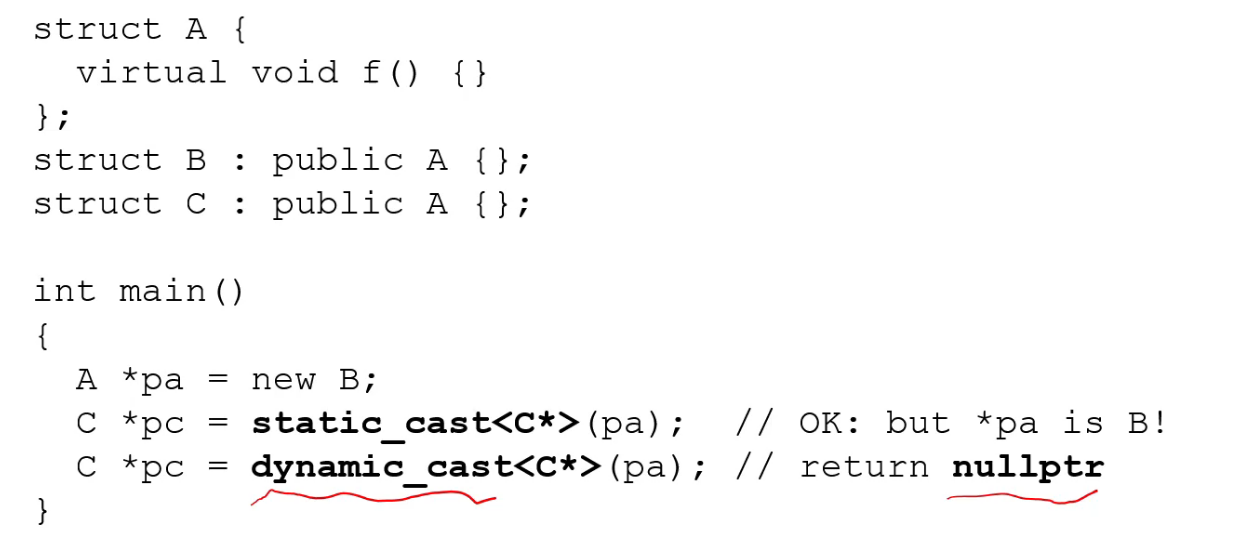 struct A {
  virtual void f() {}
};
struct B : public A {};
struct C : public A {};

int main()
{
  A *pa = new B;
  C *pc = static_cast<C*>(pa);  // OK: but *pa is B!
  C *pc = dynamic_cast<C*>(pa); // return nullptr
}